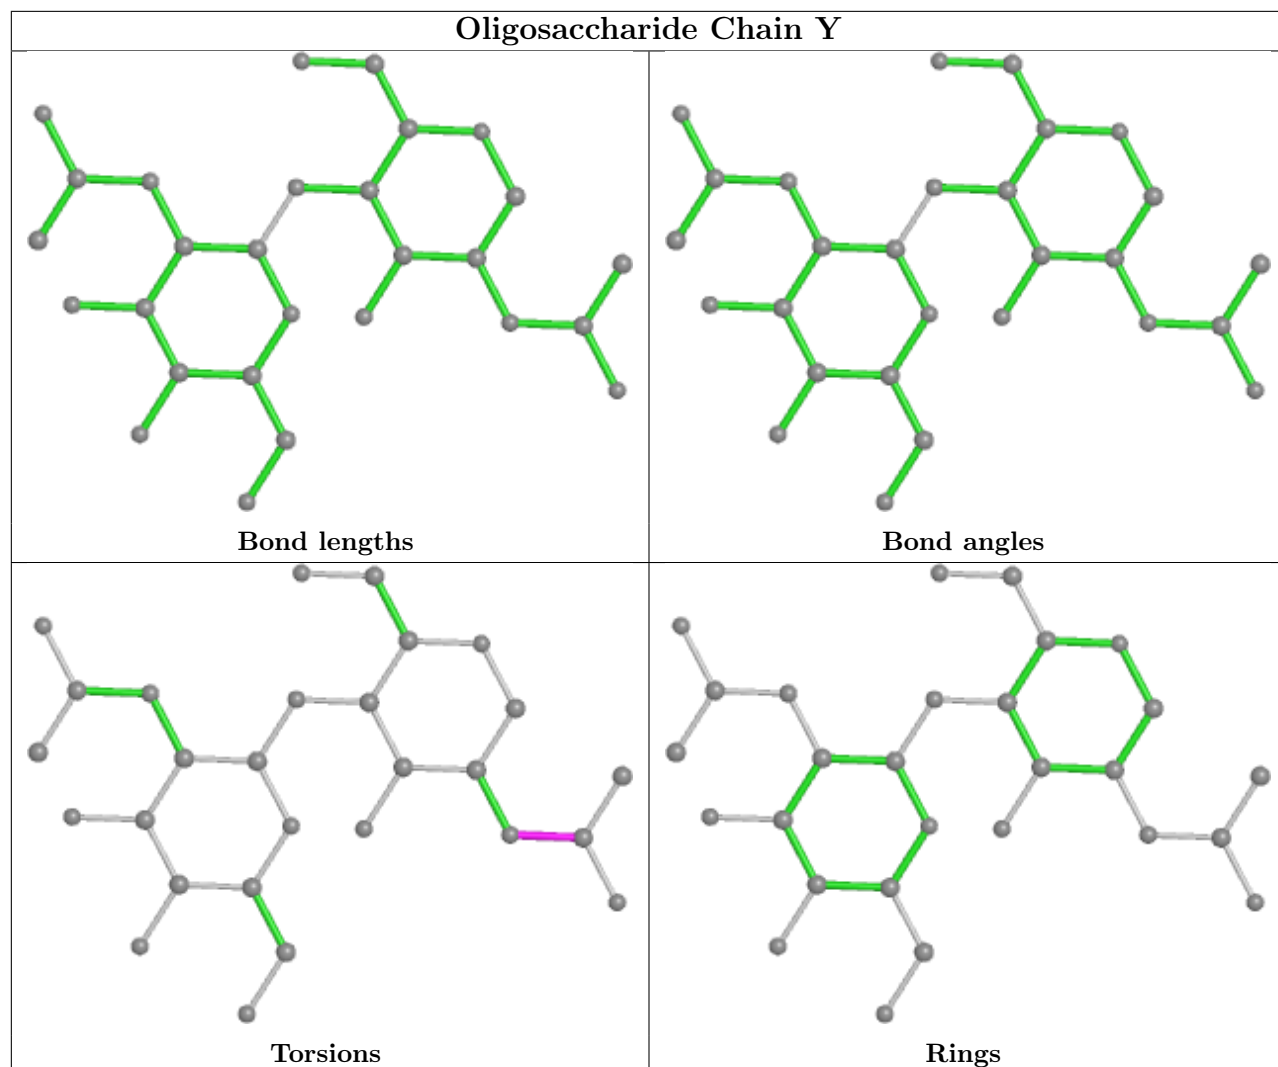 Oligosaccharide Chain Y
Bond lengths
Bond angles
Torsions
Rings